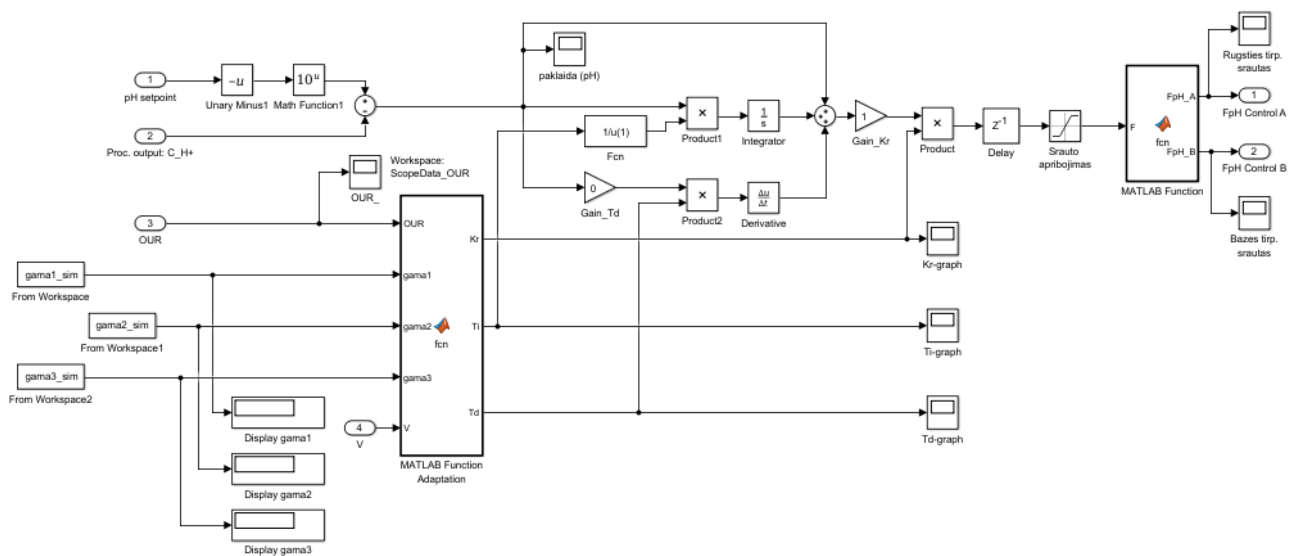 Rugsties tirp.
srautas
paklaida (pH)
1
pH setpoint
-u
Unary Minus1
10^u
Math Function1
+
-
2
Proc. output: C_H+
×
Product1
1
s
Integrator
1/u(1)
Fcn
+
+
+
1
Gain_Kr
×
Product
Z^-1
Delay
Srauto
apribojimas
F
fcn
FpH_A
FpH_B
MATLAB Function
1
FpH Control A
2
FpH Control B
Workspace:
ScopeData_OUR
OUR_
0
Gain_Td
×
Product2
Δu
Δt
Derivative
Bazes tirp.
srautas
3
OUR
OUR
Kr
Kr-graph
gama1_sim
From Workspace
gama1
gama2_sim
From Workspace1
gama2
fcn
Ti
Ti-graph
gama3_sim
From Workspace2
gama3
Display gama1
4
V
V
Td
Td-graph
MATLAB Function
Adaptation
Display gama2
Display gama3